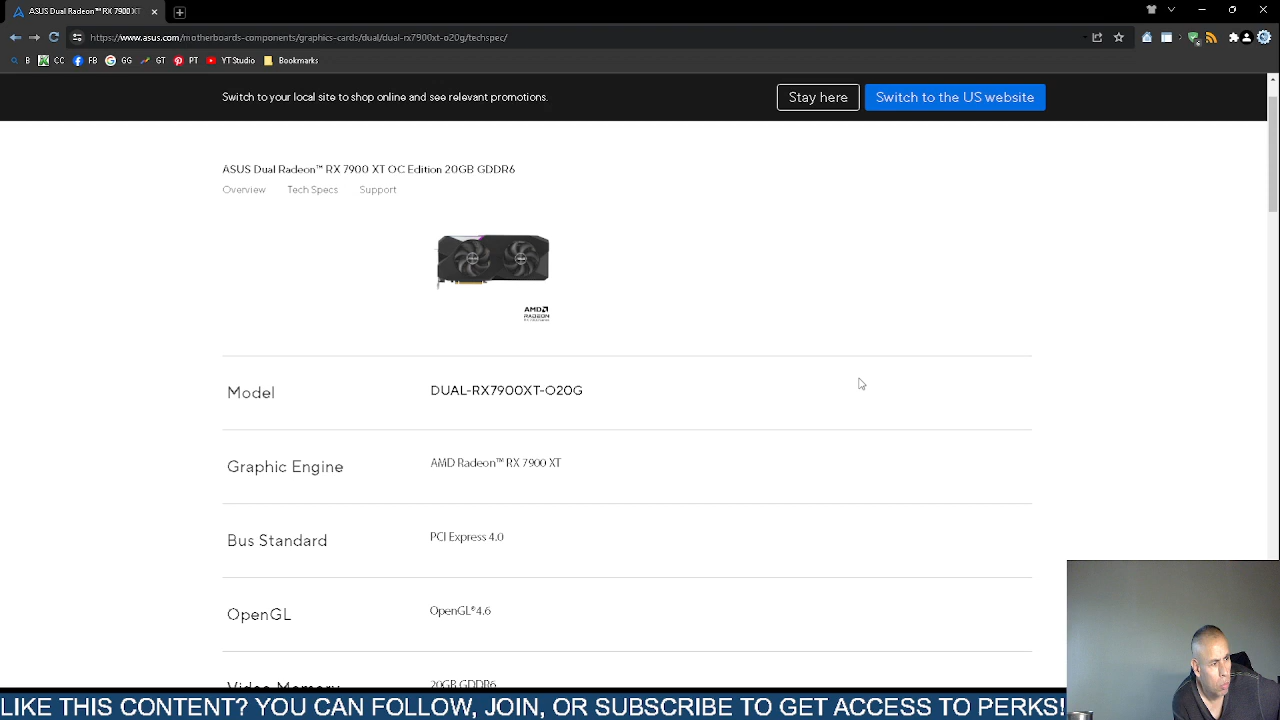 ASUS Dual Radeon™ RX 7900 XT
https://www.asus.com/motherboards-components/graphics-cards/dual/dual-rx7900xt-o20g/techspec/
B CC FB GG GT PT YT Studio Bookmarks
Switch to your local site to shop online and see relevant promotions.
Stay here
Switch to the US website
ASUS Dual Radeon™ RX 7900 XT OC Edition 20GB GDDR6
Overview Tech Specs Support
AMD
RADEON
Model
DUAL-RX7900XT-O20G
Graphic Engine
AMD Radeon™ RX 7900 XT
Bus Standard
PCI Express 4.0
OpenGL
OpenGL®4.6
Video Memory
20GB GDDR6
LIKE THIS CONTENT? YOU CAN FOLLOW, JOIN, OR SUBSCRIBE TO GET ACCESS TO PERKS!